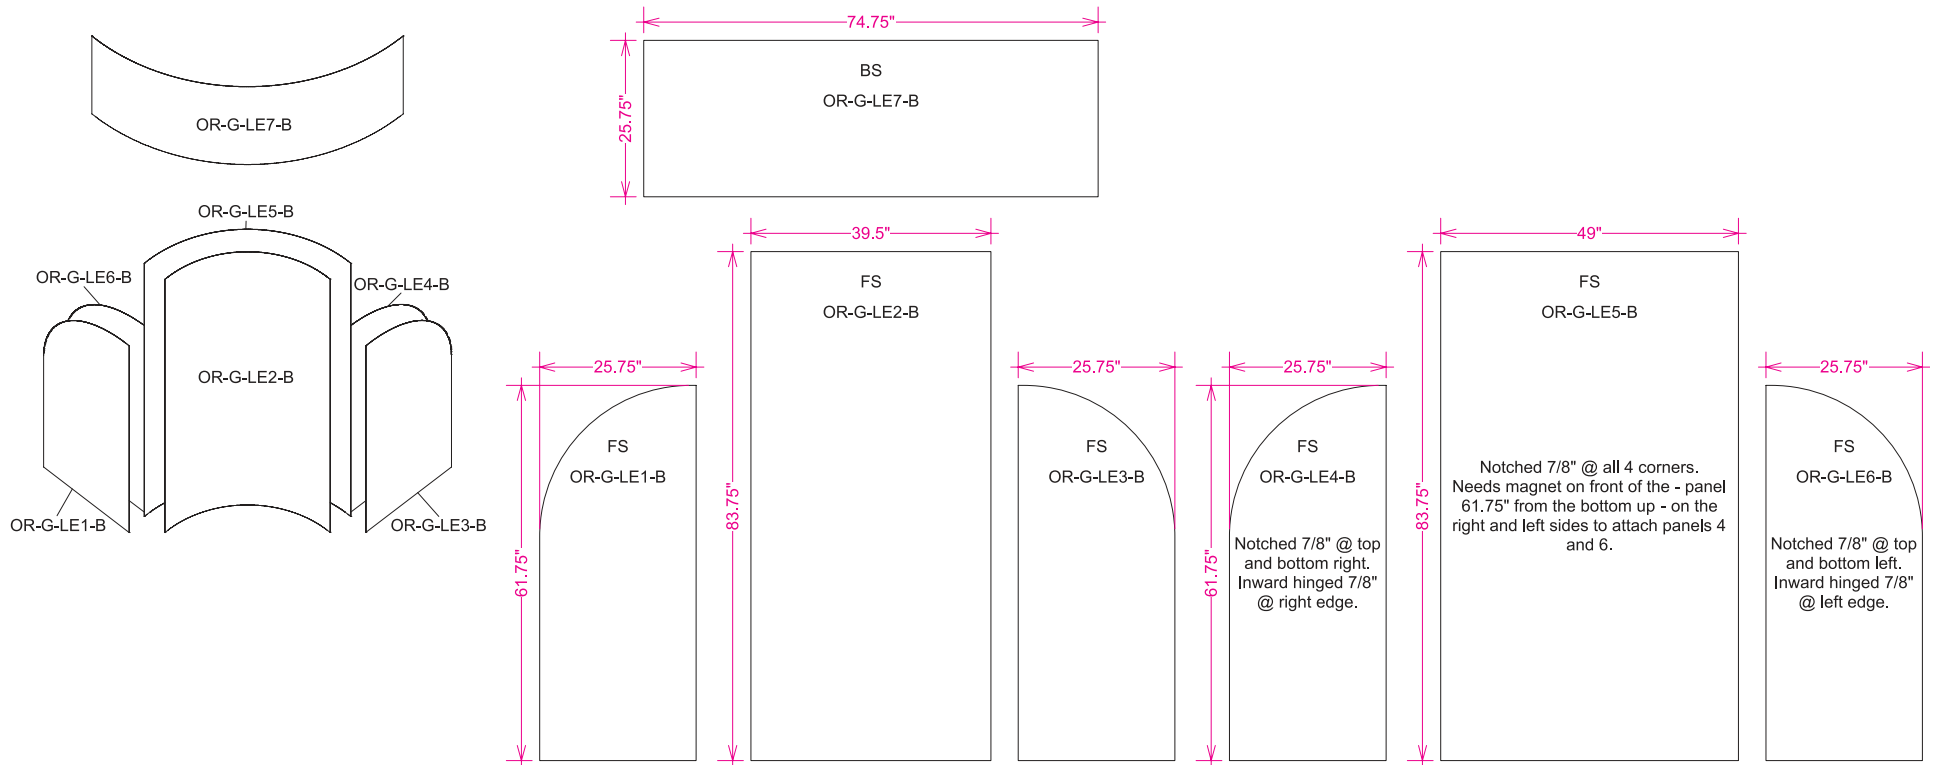 OR-G-LE7-B
OR-G-LE5-B
OR-G-LE6-B
OR-G-LE4-B
OR-G-LE2-B
OR-G-LE1-B
OR-G-LE3-B
74.75"
25.75"
BS
OR-G-LE7-B
25.75"
61.75"
FS
OR-G-LE1-B
39.5"
83.75"
FS
OR-G-LE2-B
25.75"
FS
OR-G-LE3-B
25.75"
61.75"
FS
OR-G-LE4-B
Notched 7/8" @ top
and bottom right.
Inward hinged 7/8"
@ right edge.
49"
83.75"
FS
OR-G-LE5-B
Notched 7/8" @ all 4 corners.
Needs magnet on front of the - panel
61.75" from the bottom up - on the
right and left sides to attach panels 4
and 6.
25.75"
FS
OR-G-LE6-B
Notched 7/8" @ top
and bottom left.
Inward hinged 7/8"
@ left edge.